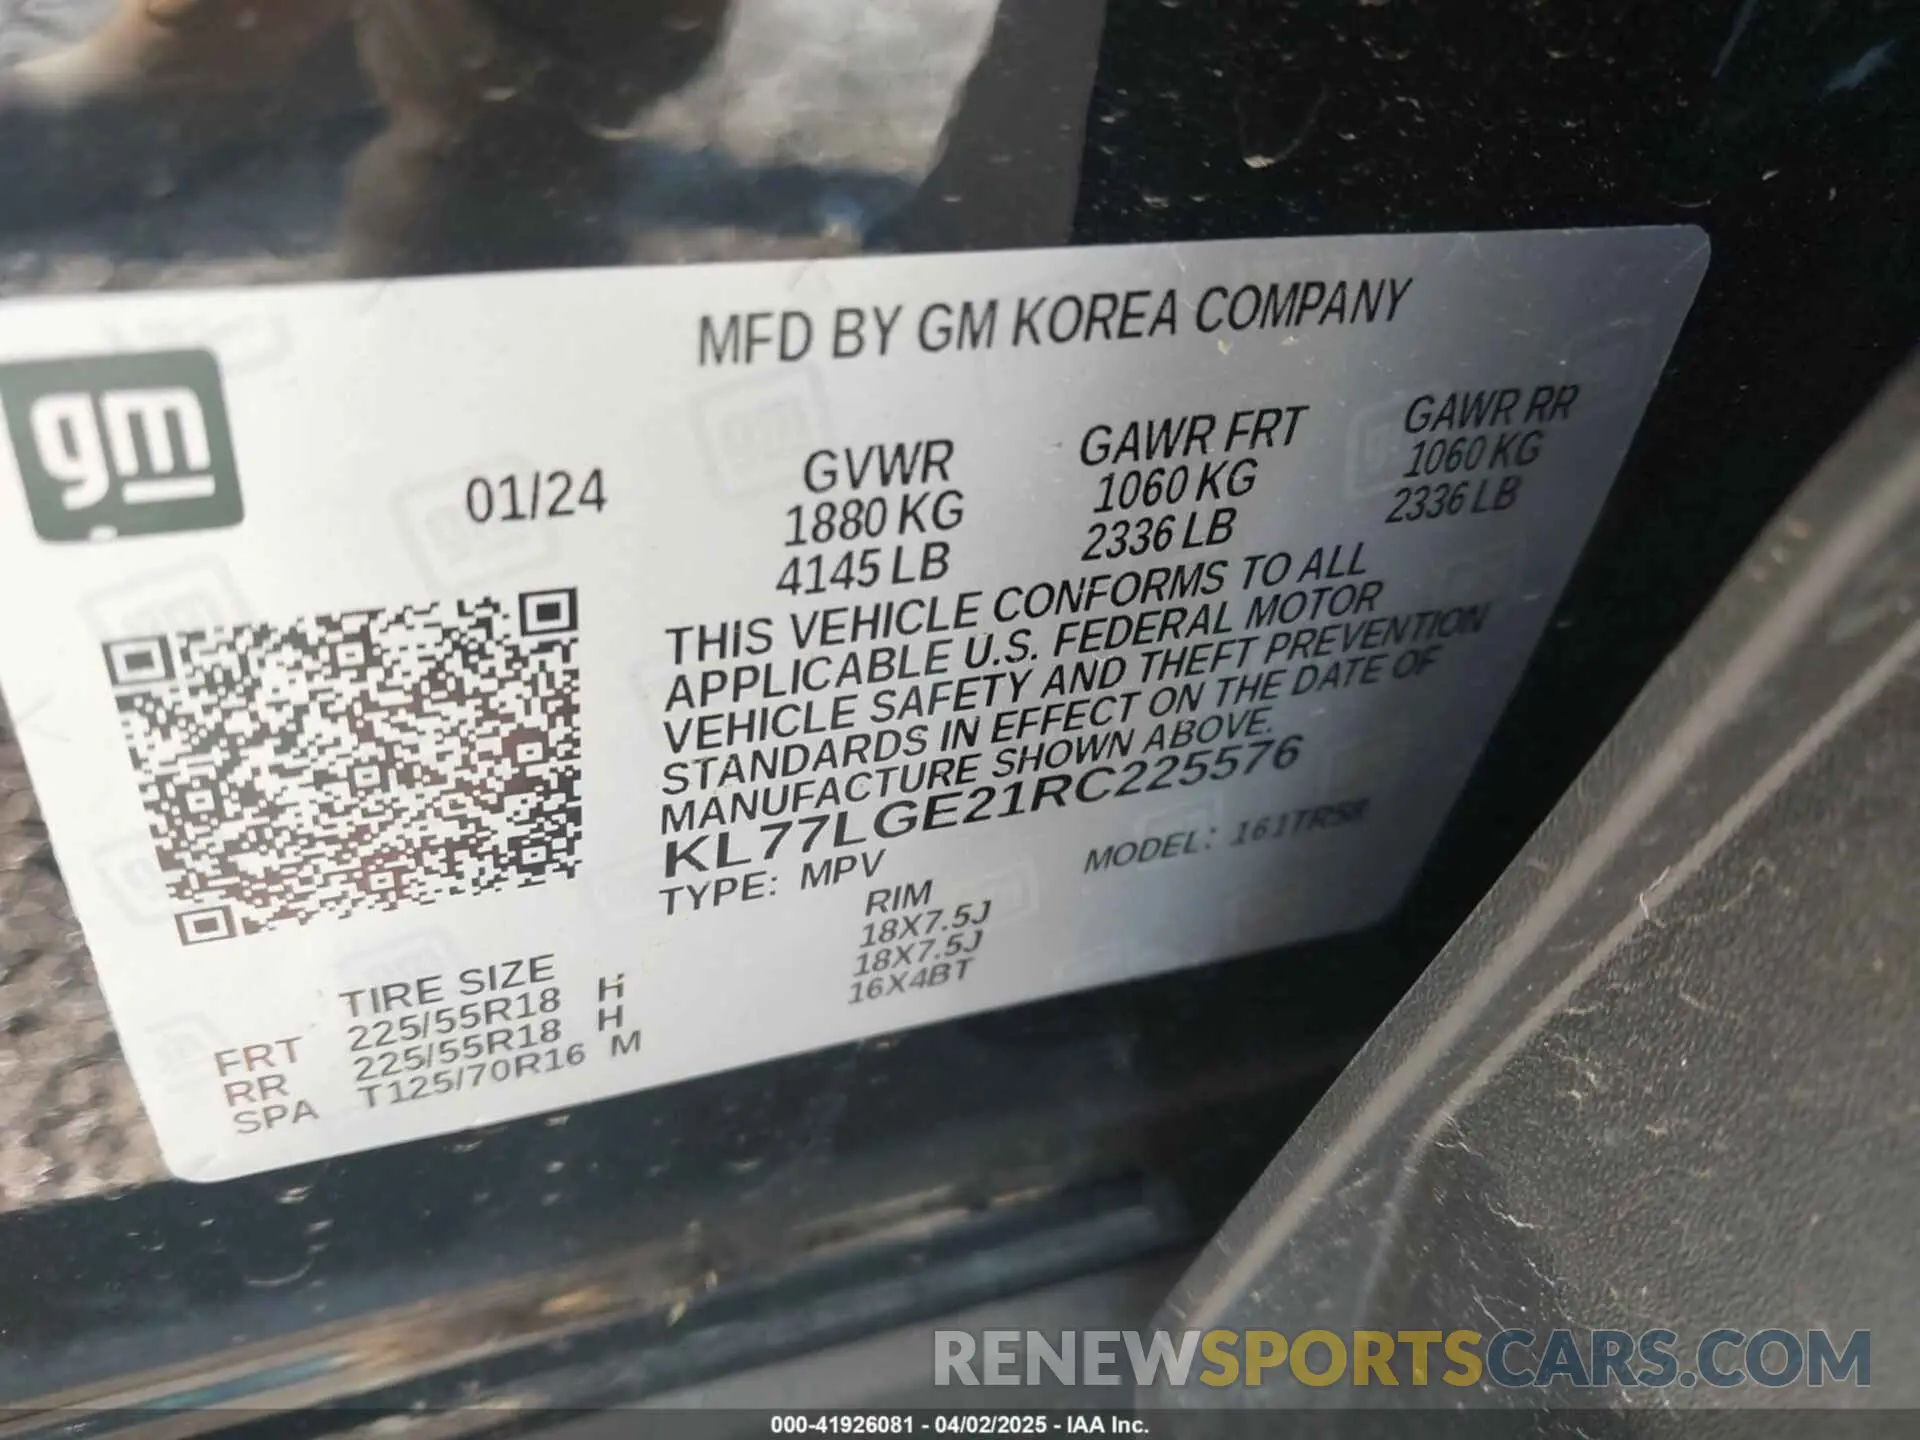 MFD BY GM KOREA COMPANY
gm
01/24
GVWR
1880 KG
4145 LB
GAWR FRT
1060 KG
2336 LB
GAWR RR
1060 KG
2336 LB
THIS VEHICLE CONFORMS TO ALL
APPLICABLE U.S. FEDERAL MOTOR
VEHICLE SAFETY AND THEFT PREVENTION
STANDARDS IN EFFECT ON THE DATE OF
MANUFACTURE SHOWN ABOVE.
KL77LGE21RC225576
TYPE: MPV
MODEL: 161TR58
TIRE SIZE RIM
FRT 225/55R18 H 18X7.5J
RR 225/55R18 H 18X7.5J
SPA T125/70R16 M 16X4BT
RENEWSPORTSCARS.COM
000-41926081 - 04/02/2025 - IAA Inc.